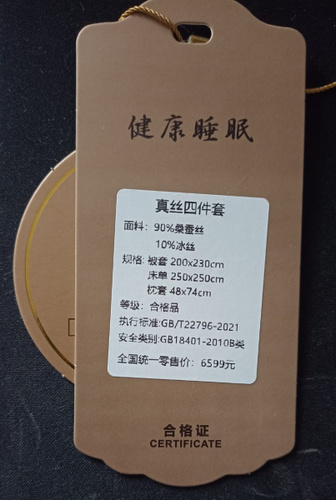 健康睡眠
真丝四件套
面料：90%桑蚕丝
10%冰丝
规格：被套 200x230cm
床单 250x250cm
枕套 48x74cm
等级：合格品
执行标准:GB/T22796-2021
安全类别:GB18401-2010B类
全国统一零售价：6599元
合格证
CERTIFICATE